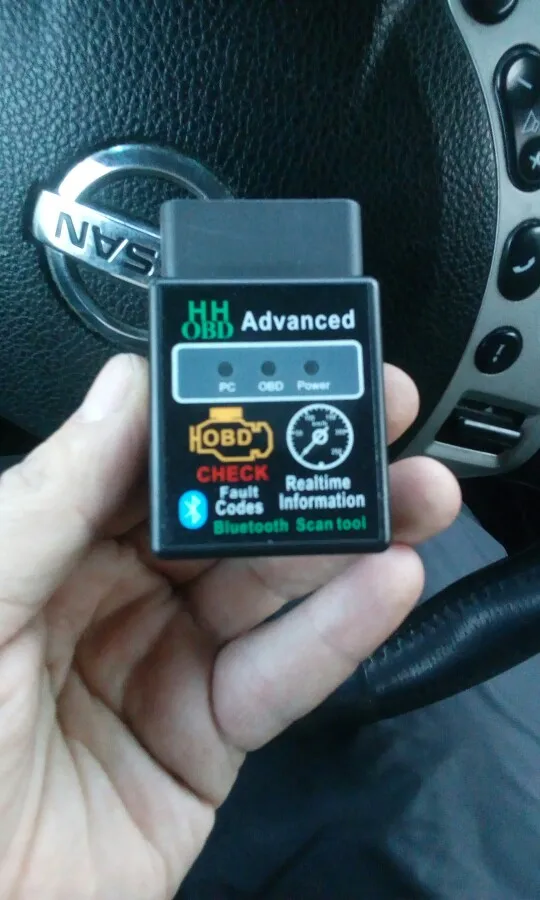 HH
OBD Advanced
PC OBD Power
OBD
CHECK
Fault
Codes
Realtime
Information
Bluetooth Scan tool